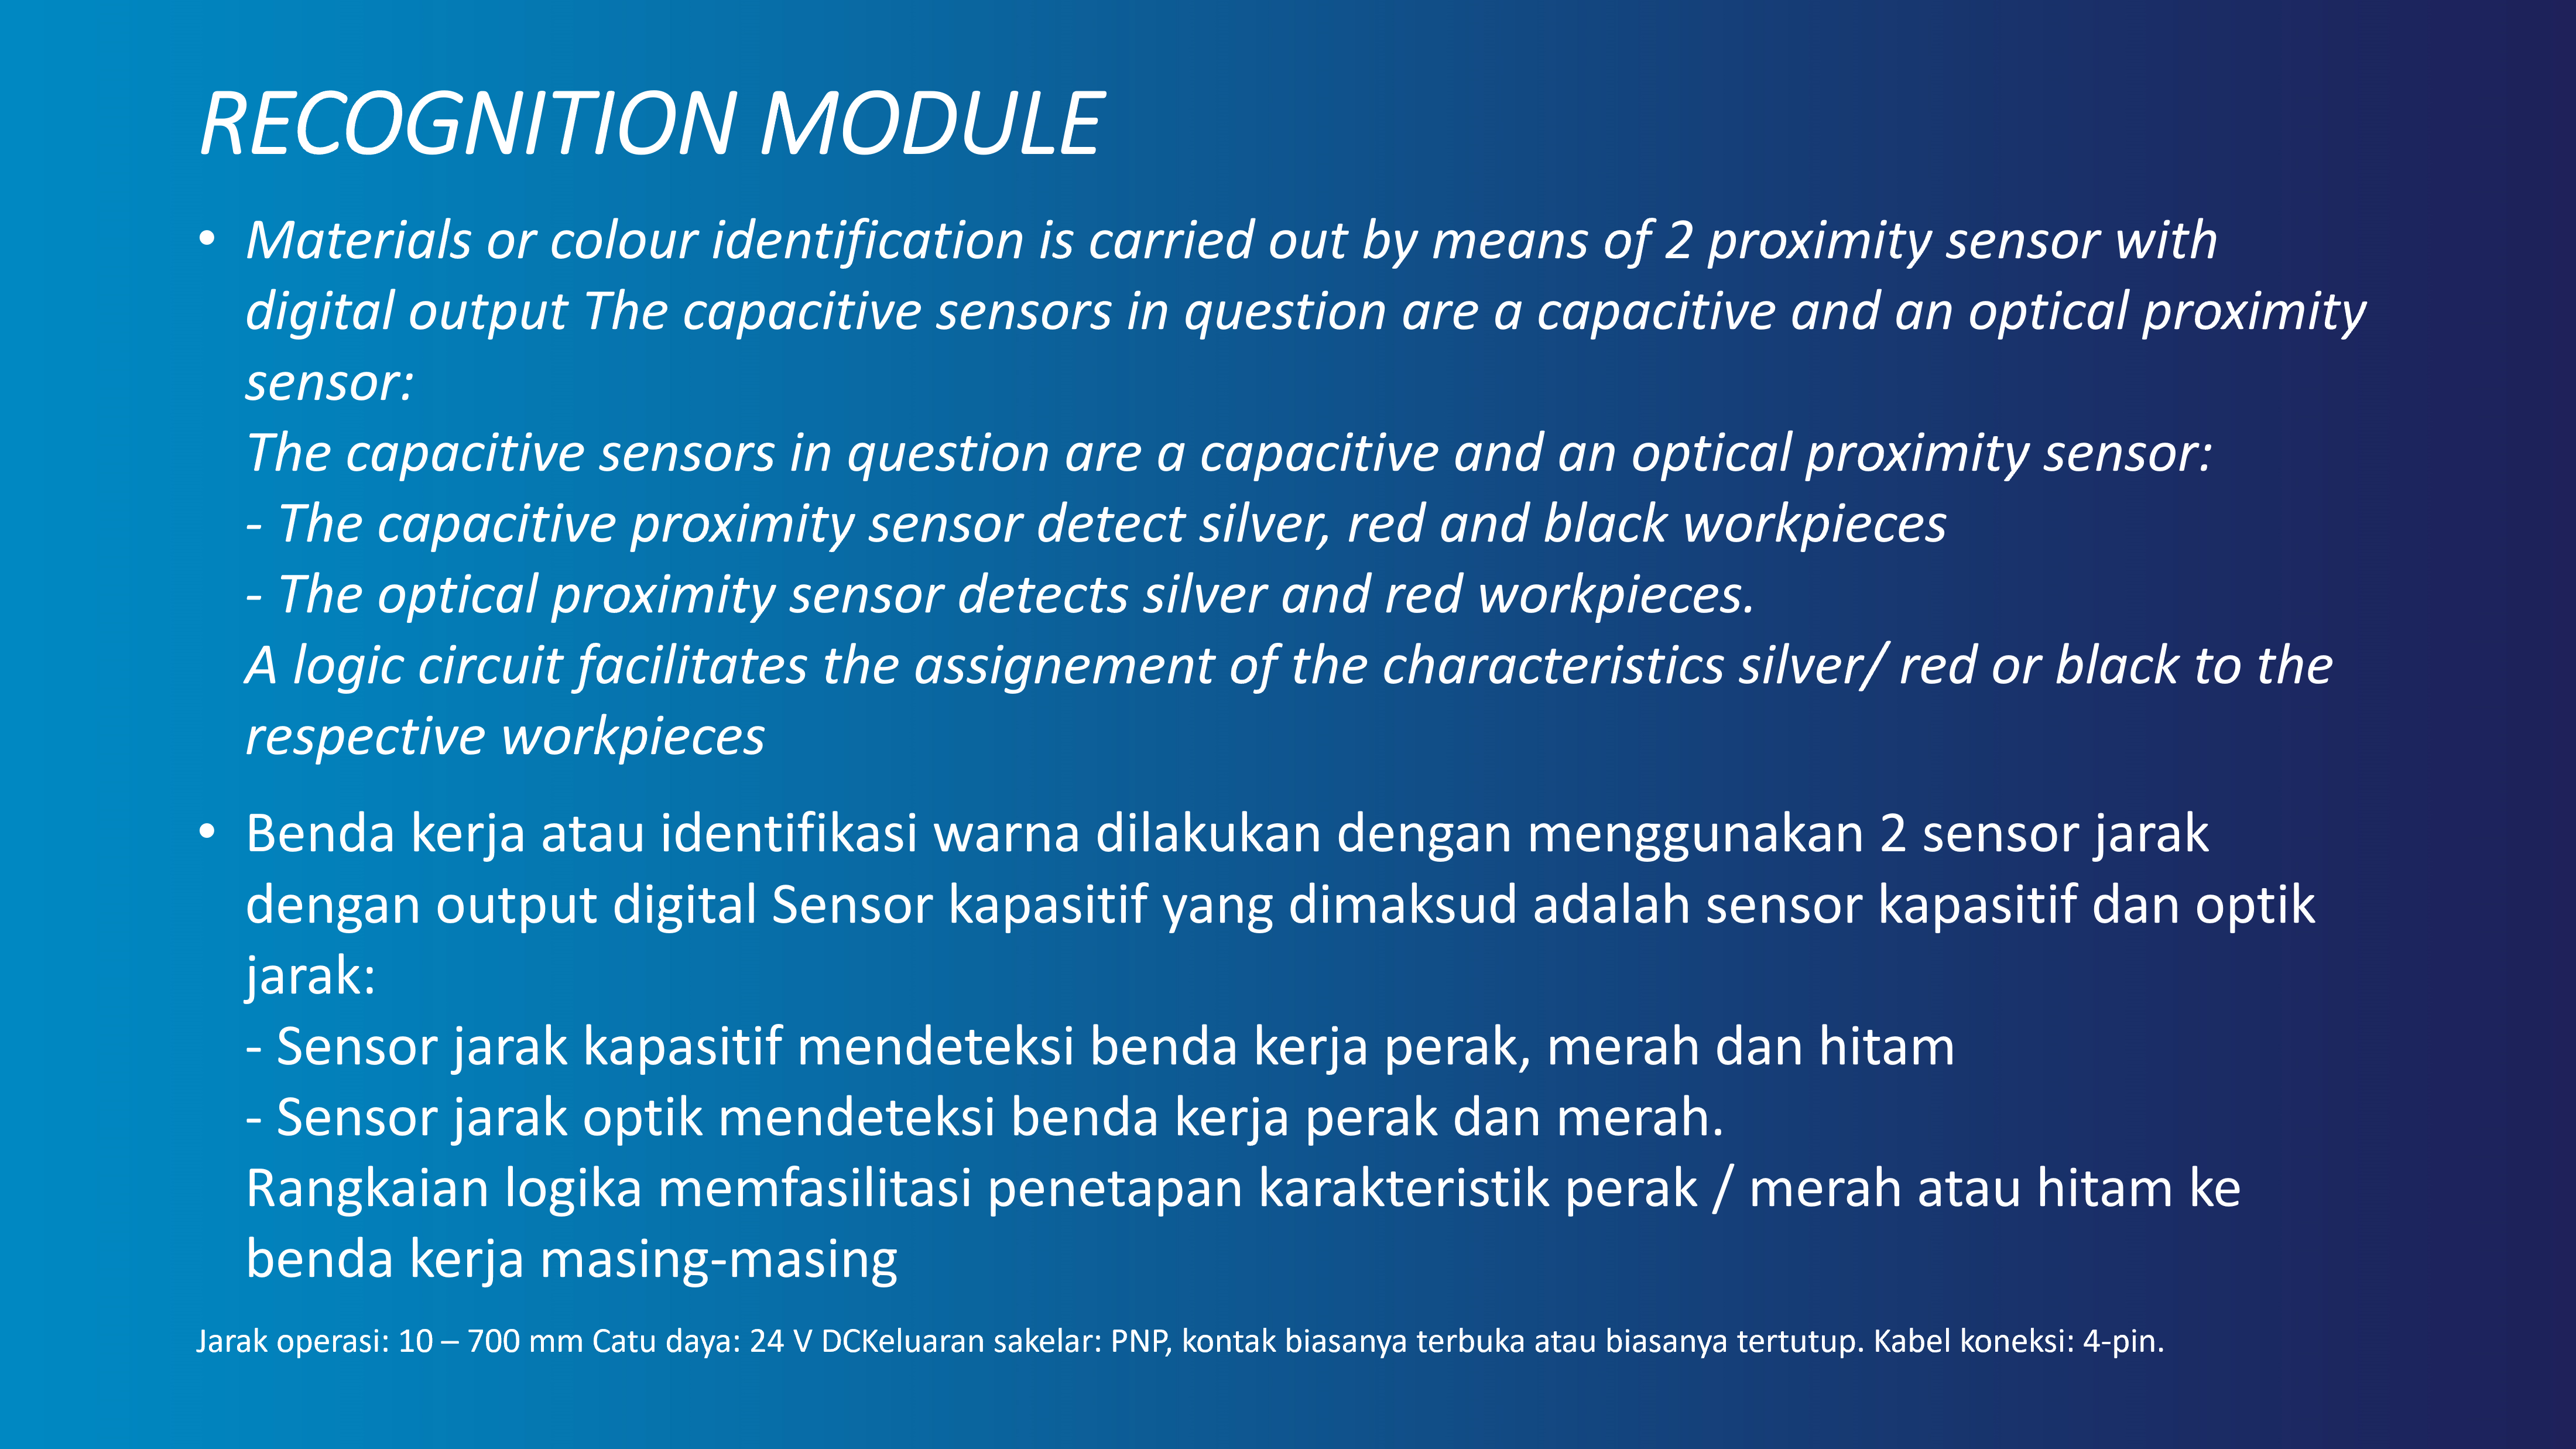 RECOGNITION MODULE
• Materials or colour identification is carried out by means of 2 proximity sensor with
digital output The capacitive sensors in question are a capacitive and an optical proximity
sensor:
The capacitive sensors in question are a capacitive and an optical proximity sensor:
- The capacitive proximity sensor detect silver, red and black workpieces
- The optical proximity sensor detects silver and red workpieces.
A logic circuit facilitates the assignement of the characteristics silver/ red or black to the
respective workpieces
• Benda kerja atau identifikasi warna dilakukan dengan menggunakan 2 sensor jarak
dengan output digital Sensor kapasitif yang dimaksud adalah sensor kapasitif dan optik
jarak:
- Sensor jarak kapasitif mendeteksi benda kerja perak, merah dan hitam
- Sensor jarak optik mendeteksi benda kerja perak dan merah.
Rangkaian logika memfasilitasi penetapan karakteristik perak / merah atau hitam ke
benda kerja masing-masing
Jarak operasi: 10 – 700 mm Catu daya: 24 V DCKeluaran sakelar: PNP, kontak biasanya terbuka atau biasanya tertutup. Kabel koneksi: 4-pin.